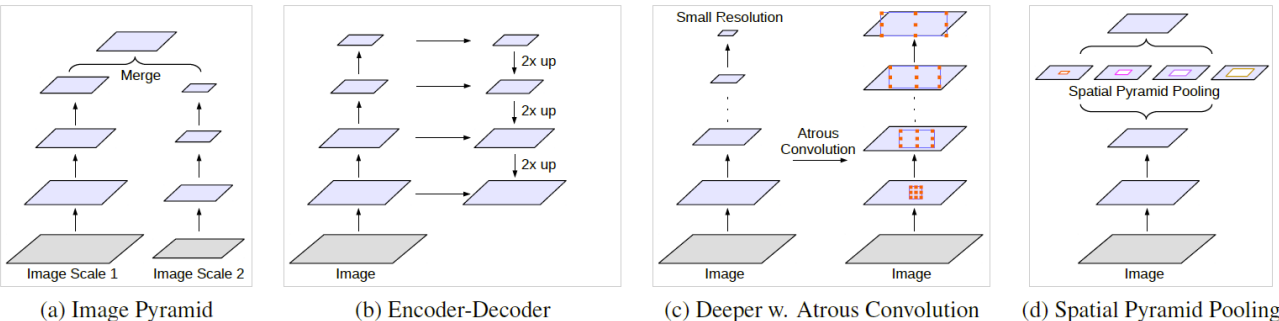 Merge
Image Scale 1
Image Scale 2
(a) Image Pyramid
2x up
2x up
2x up
Image
(b) Encoder-Decoder
Small Resolution
Atrous
Convolution
Image
Image
(c) Deeper w. Atrous Convolution
Spatial Pyramid Pooling
Image
(d) Spatial Pyramid Pooling